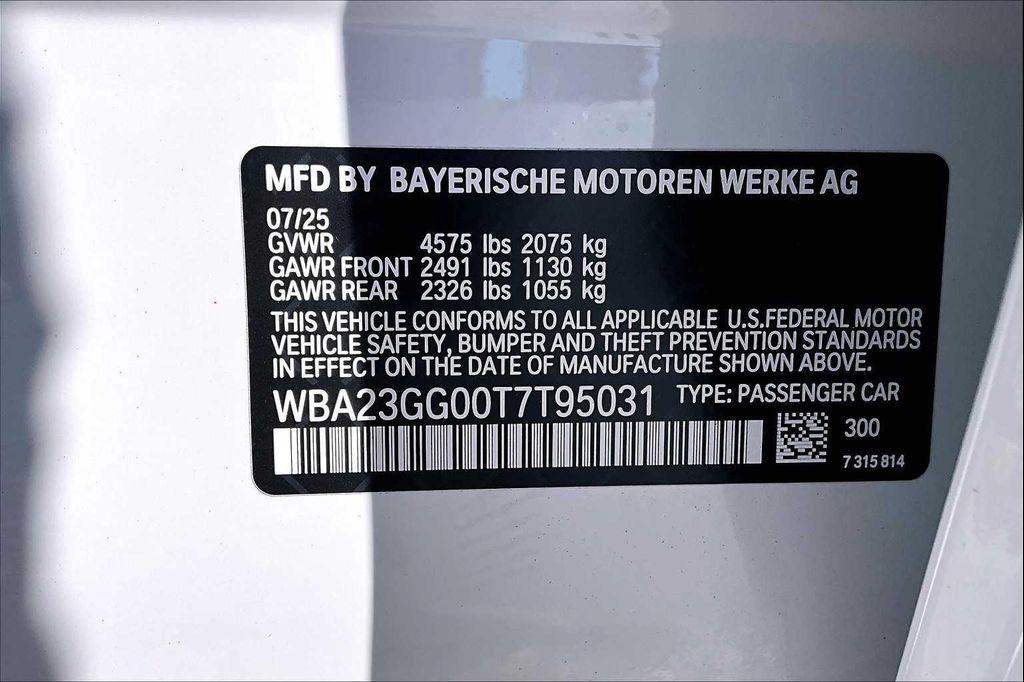 MFD BY BAYERISCHE MOTOREN WERKE AG
07/25
GVWR 4575 lbs 2075 kg
GAWR FRONT 2491 lbs 1130 kg
GAWR REAR 2326 lbs 1055 kg
THIS VEHICLE CONFORMS TO ALL APPLICABLE U.S.FEDERAL MOTOR
VEHICLE SAFETY, BUMPER AND THEFT PREVENTION STANDARDS
IN EFFECT ON THE DATE OF MANUFACTURE SHOWN ABOVE.
WBA23GG00T7T95031 TYPE: PASSENGER CAR
300
7 315 814